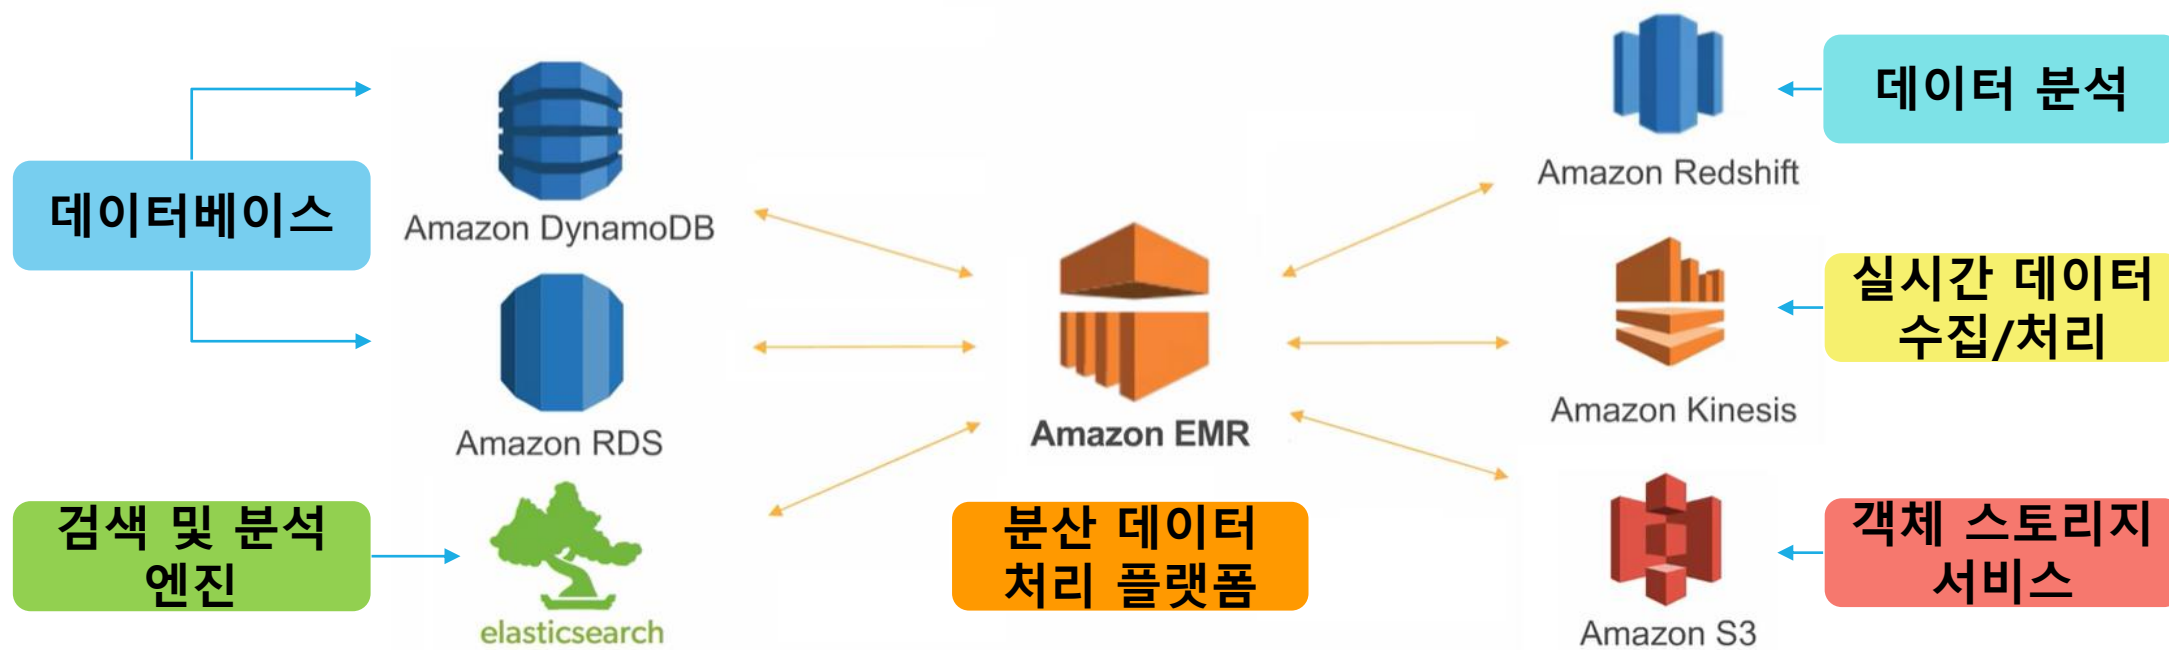 데이터베이스
Amazon DynamoDB
Amazon RDS
검색 및 분석
엔진
elasticsearch
Amazon EMR
분산 데이터
처리 플랫폼
Amazon Redshift
데이터 분석
Amazon Kinesis
실시간 데이터
수집/처리
Amazon S3
객체 스토리지
서비스